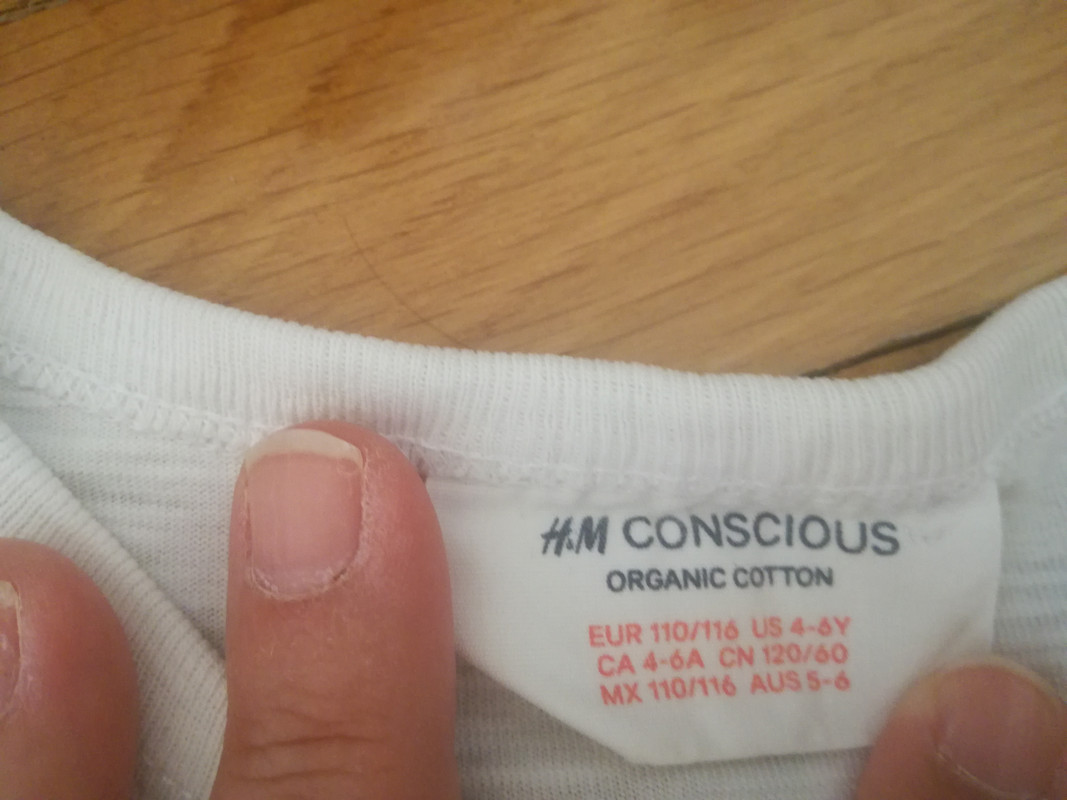 H&M CONSCIOUS
ORGANIC COTTON
EUR 110/116 US 4-6Y
CA 4-6A CN 120/60
MX 110/116 AUS 5-6